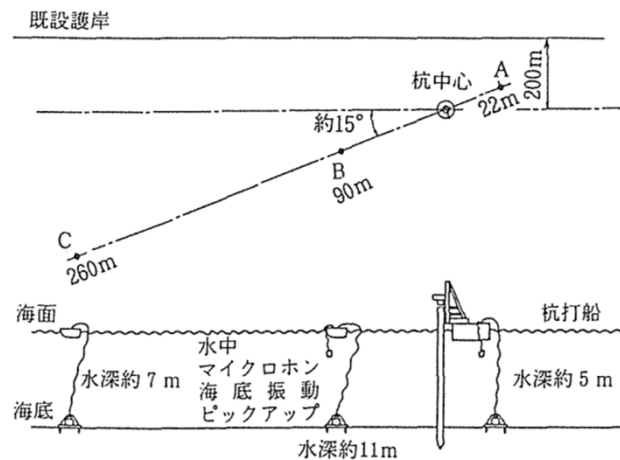 既設護岸
杭中心
A
200m
22m
約15°
B
90m
C
260m
海面
杭打船
水中
マイクロホン
海底振動
ピックアップ
水深約7m
水深約5m
海底
水深約11m